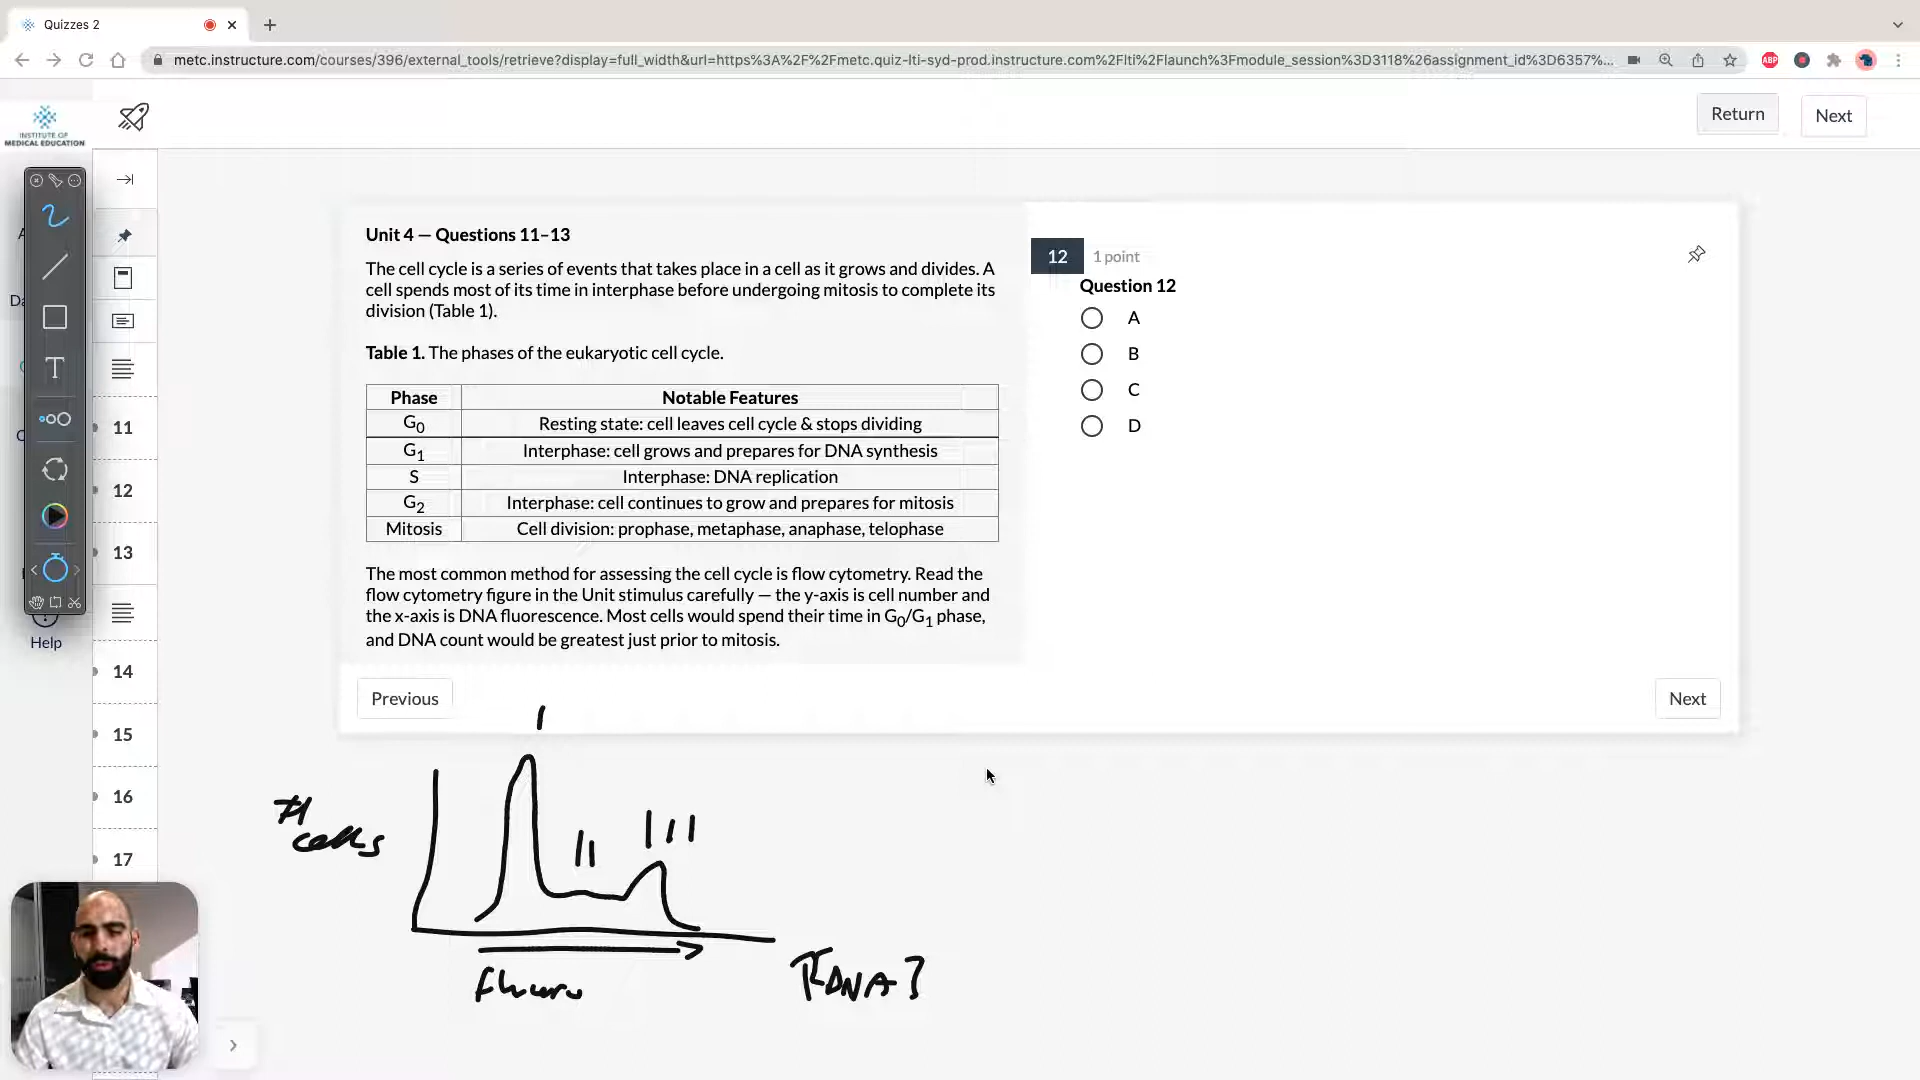 Quizzes 2
metc.instructure.com/courses/396/external_tools/retrieve?display=full_width&url=https%3A%2F%2Fmetc.quiz-lti-syd-prod.instructure.com%2Flti%2Flaunch%3Fmodule_session%3D3118%26assignment_id%3D6357%...
ABP
INSTITUTE OF
MEDICAL EDUCATION
Return
Next
Unit 4 — Questions 11–13
The cell cycle is a series of events that takes place in a cell as it grows and divides. A
cell spends most of its time in interphase before undergoing mitosis to complete its
division (Table 1).
Table 1. The phases of the eukaryotic cell cycle.
Phase Notable Features
G0 Resting state: cell leaves cell cycle & stops dividing
G1 Interphase: cell grows and prepares for DNA synthesis
S Interphase: DNA replication
G2 Interphase: cell continues to grow and prepares for mitosis
Mitosis Cell division: prophase, metaphase, anaphase, telophase
The most common method for assessing the cell cycle is flow cytometry. Read the
flow cytometry figure in the Unit stimulus carefully — the y-axis is cell number and
the x-axis is DNA fluorescence. Most cells would spend their time in G0/G1 phase,
and DNA count would be greatest just prior to mitosis.
12 1 point
Question 12
A
B
C
D
Previous
Next
T
Help
11
12
13
14
15
16
17
I
II
III
# cells
fluoro
[DNA]